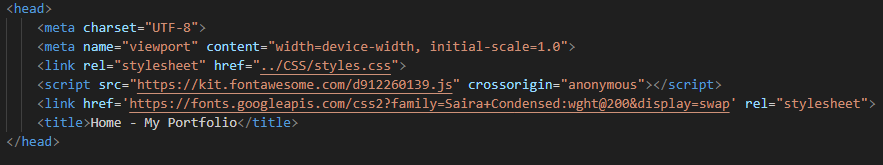 <head>
<meta charset="UTF-8">
<meta name="viewport" content="width=device-width, initial-scale=1.0">
<link rel="stylesheet" href="../CSS/styles.css">
<script src="https://kit.fontawesome.com/d912260139.js" crossorigin="anonymous"></script>
<link href='https://fonts.googleapis.com/css2?family=Saira+Condensed:wght@200&display=swap' rel="stylesheet">
<title>Home - My Portfolio</title>
</head>